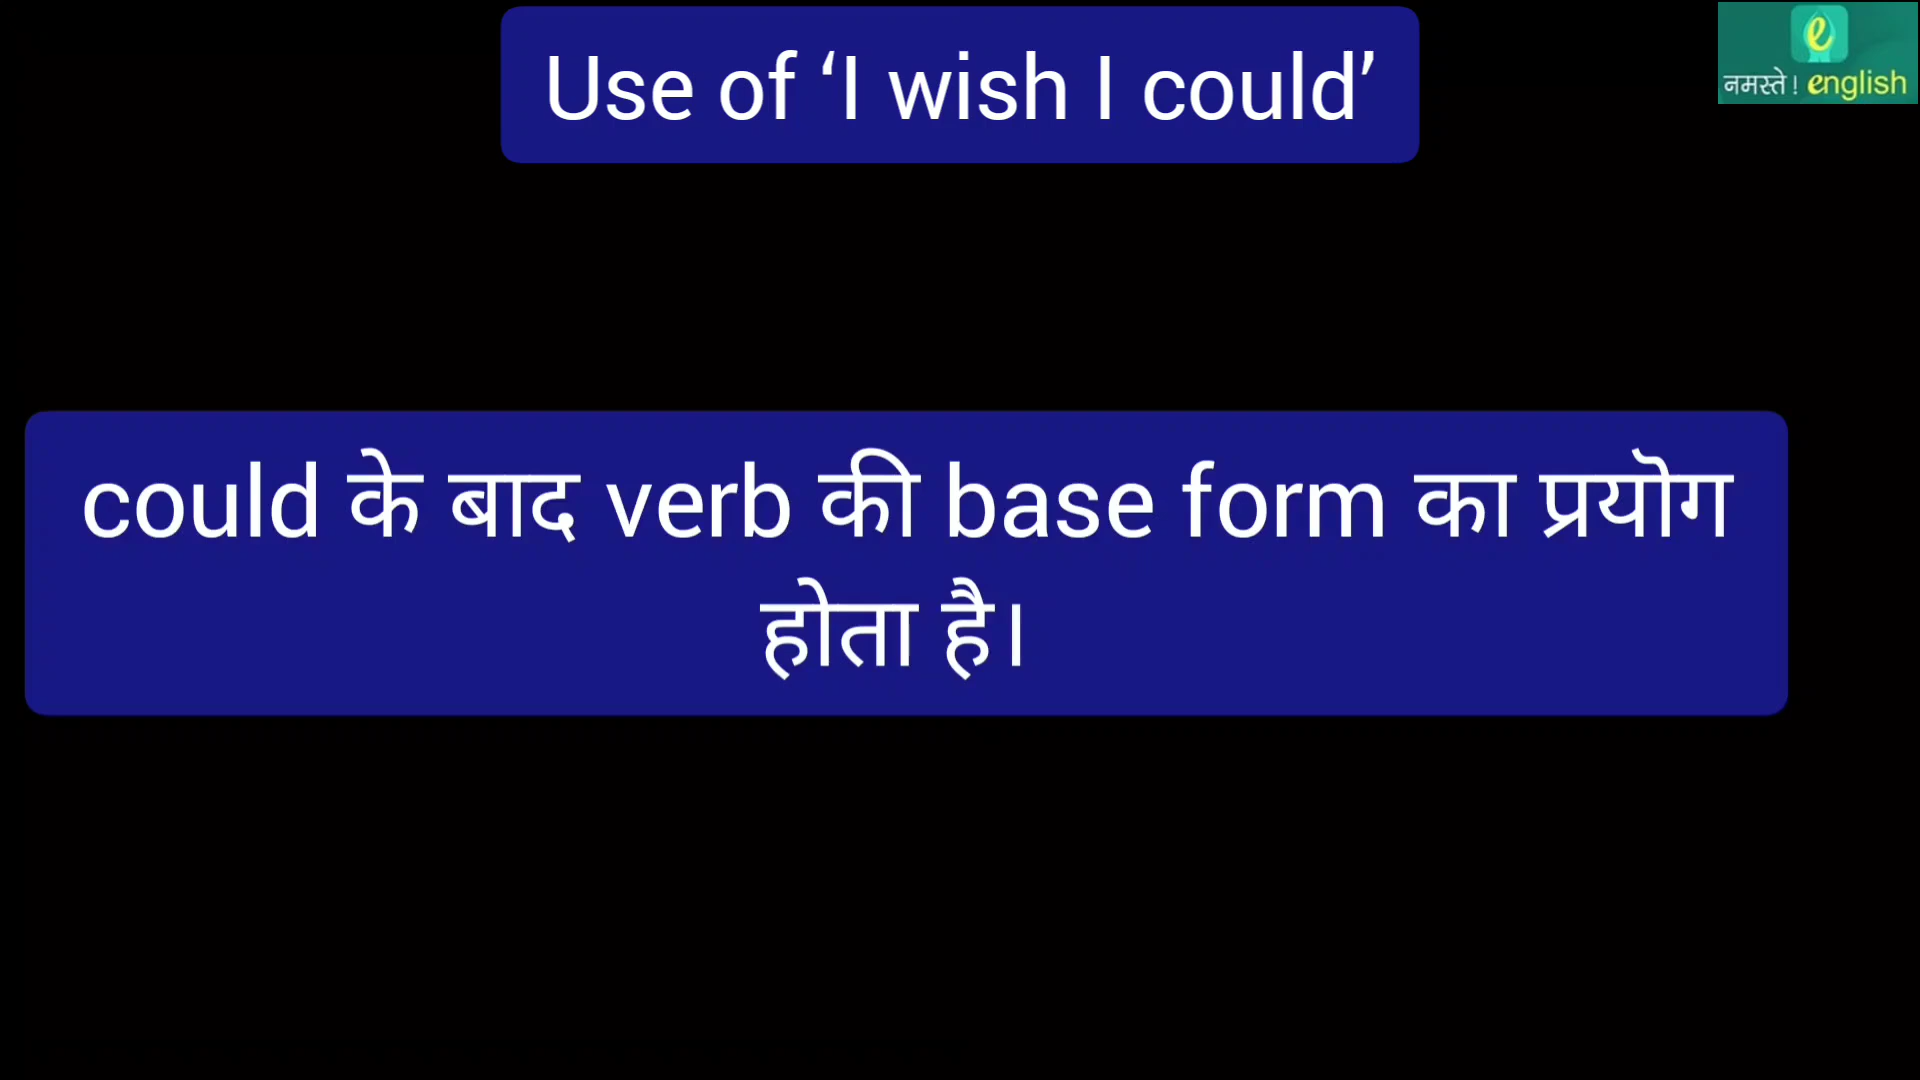 Use of ‘I wish I could’
e
नमस्ते ! english
could के बाद verb की base form का प्रयॊग
होता है।